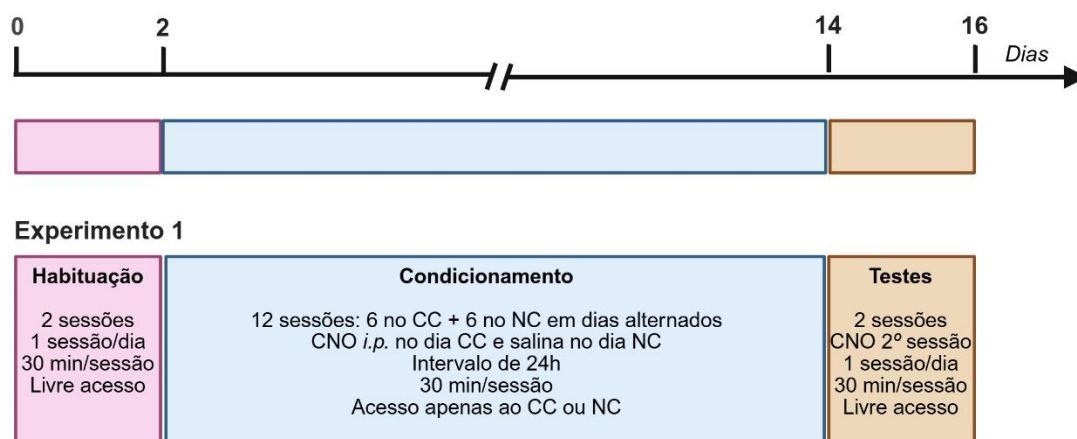 0 2 14 16
Dias
Experimento 1
Habituação
2 sessões
1 sessão/dia
30 min/sessão
Livre acesso
Condicionamento
12 sessões: 6 no CC + 6 no NC em dias alternados
CNO i.p. no dia CC e salina no dia NC
Intervalo de 24h
30 min/sessão
Acesso apenas ao CC ou NC
Testes
2 sessões
CNO 2º sessão
1 sessão/dia
30 min/sessão
Livre acesso